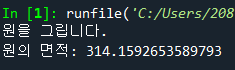 In [1]: runfile('C:/Users/208
원을 그립니다.
원의 면적: 314.1592653589793